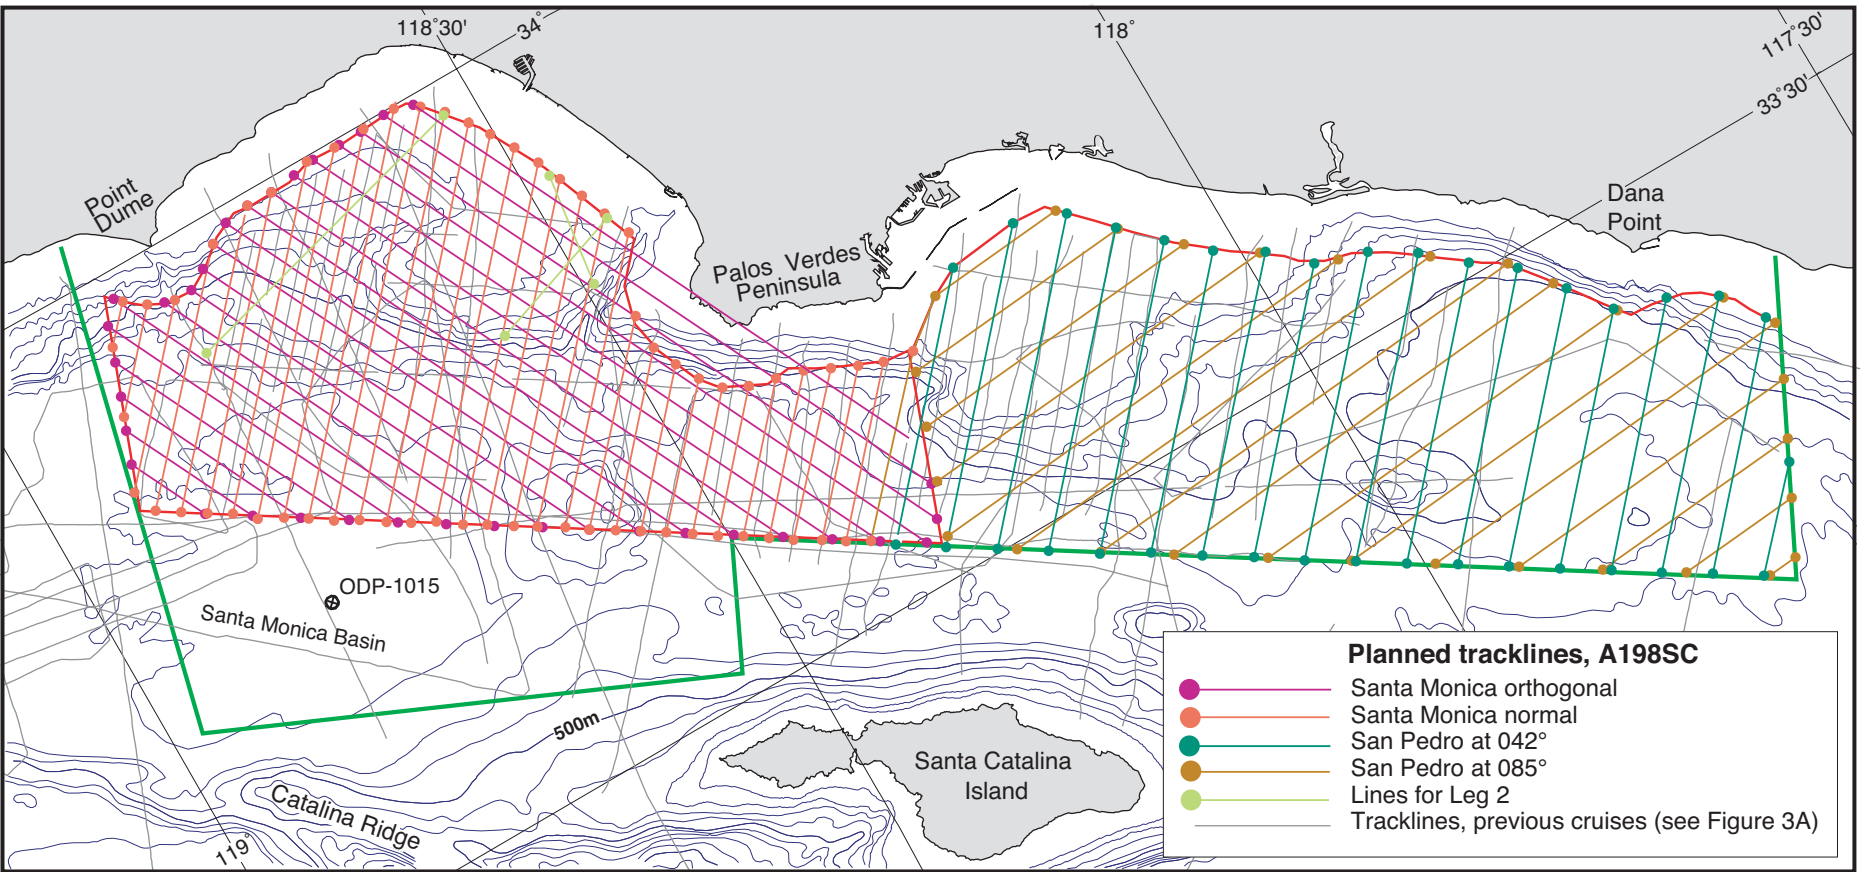 118°30'
34°
118°
117°30'
33°30'
Point
Dume
Dana
Point
Palos Verdes
Peninsula
ODP-1015
Santa Monica Basin
500m
Santa Catalina
Island
Catalina Ridge
119°
Planned tracklines, A198SC
Santa Monica orthogonal
Santa Monica normal
San Pedro at 042°
San Pedro at 085°
Lines for Leg 2
Tracklines, previous cruises (see Figure 3A)